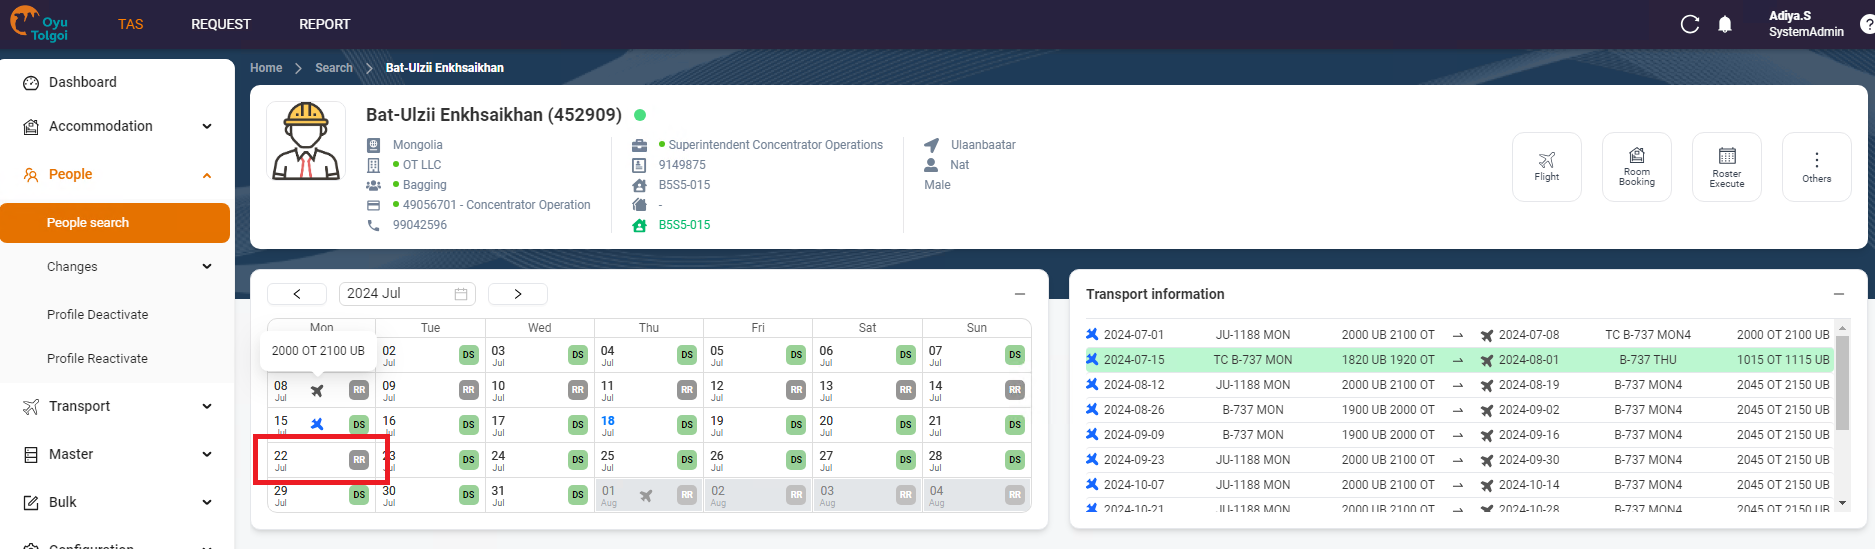 Oyu
Tolgoi
TAS REQUEST REPORT
Adiya.S
SystemAdmin
?
Dashboard
Accommodation
People
People search
Changes
Profile Deactivate
Profile Reactivate
Transport
Master
Bulk
Configuration
Home > Search > Bat-Ulzii Enkhsaikhan
Bat-Ulzii Enkhsaikhan (452909)
Mongolia
OT LLC
Bagging
49056701 - Concentrator Operation
99042596
Superintendent Concentrator Operations
9149875
B5S5-015
-
B5S5-015
Ulaanbaatar
Nat
Male
Flight
Room
Booking
Roster
Execute
Others
< 2024 Jul >
Mon Tue Wed Thu Fri Sat Sun
2000 OT 2100 UB
02 Jul DS 03 Jul DS 04 Jul DS 05 Jul DS 06 Jul DS 07 Jul DS
08 Jul RR 09 Jul RR 10 Jul RR 11 Jul RR 12 Jul RR 13 Jul RR 14 Jul RR
15 Jul DS 16 Jul DS 17 Jul DS 18 Jul DS 19 Jul DS 20 Jul DS 21 Jul DS
22 Jul RR 23 Jul DS 24 Jul DS 25 Jul DS 26 Jul DS 27 Jul DS 28 Jul DS
29 Jul DS 30 Jul DS 31 Jul DS 01 Aug RR 02 Aug RR 03 Aug RR 04 Aug RR
Transport information
2024-07-01 JU-1188 MON 2000 UB 2100 OT → 2024-07-08 TC B-737 MON4 2000 OT 2100 UB
2024-07-15 TC B-737 MON 1820 UB 1920 OT → 2024-08-01 B-737 THU 1015 OT 1115 UB
2024-08-12 JU-1188 MON 2000 UB 2100 OT → 2024-08-19 B-737 MON4 2045 OT 2150 UB
2024-08-26 B-737 MON 1900 UB 2000 OT → 2024-09-02 B-737 MON4 2045 OT 2150 UB
2024-09-09 B-737 MON 1900 UB 2000 OT → 2024-09-16 B-737 MON4 2045 OT 2150 UB
2024-09-23 JU-1188 MON 2000 UB 2100 OT → 2024-09-30 B-737 MON4 2045 OT 2150 UB
2024-10-07 JU-1188 MON 2000 UB 2100 OT → 2024-10-14 B-737 MON4 2045 OT 2150 UB
2024-10-21 JU-1188 MON 2000 UB 2100 OT → 2024-10-28 B-737 MON4 2045 OT 2150 UB